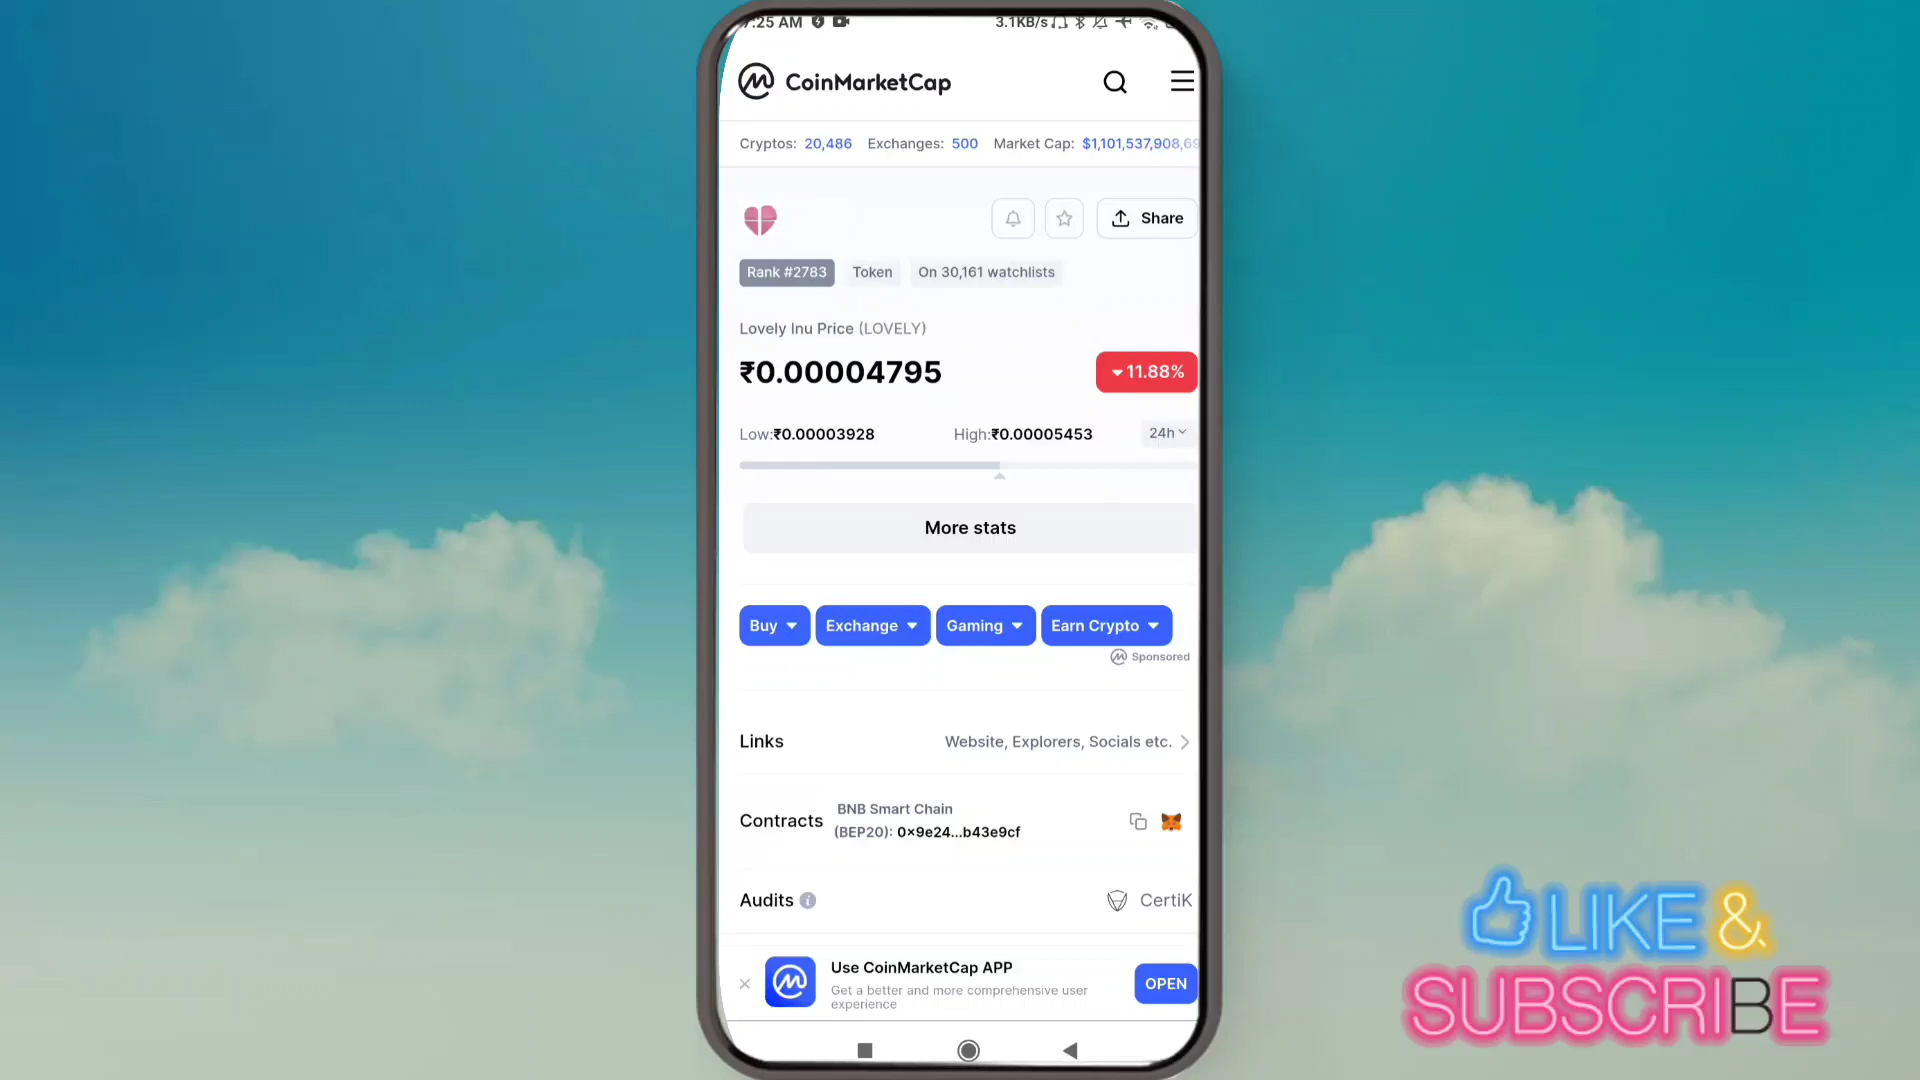 :25 AM 3.1KB/s
CoinMarketCap
Cryptos: 20,486 Exchanges: 500 Market Cap: $1,101,537,908,69
Share
Rank #2783 Token On 30,161 watchlists
Lovely Inu Price (LOVELY)
₹0.00004795 11.88%
Low:₹0.00003928 High:₹0.00005453 24h
More stats
Buy Exchange Gaming Earn Crypto
Sponsored
Links Website, Explorers, Socials etc.
BNB Smart Chain
Contracts (BEP20): 0x9e24...b43e9cf
Audits CertiK
Use CoinMarketCap APP
Get a better and more comprehensive user
experience
OPEN
LIKE &
SUBSCRIBE